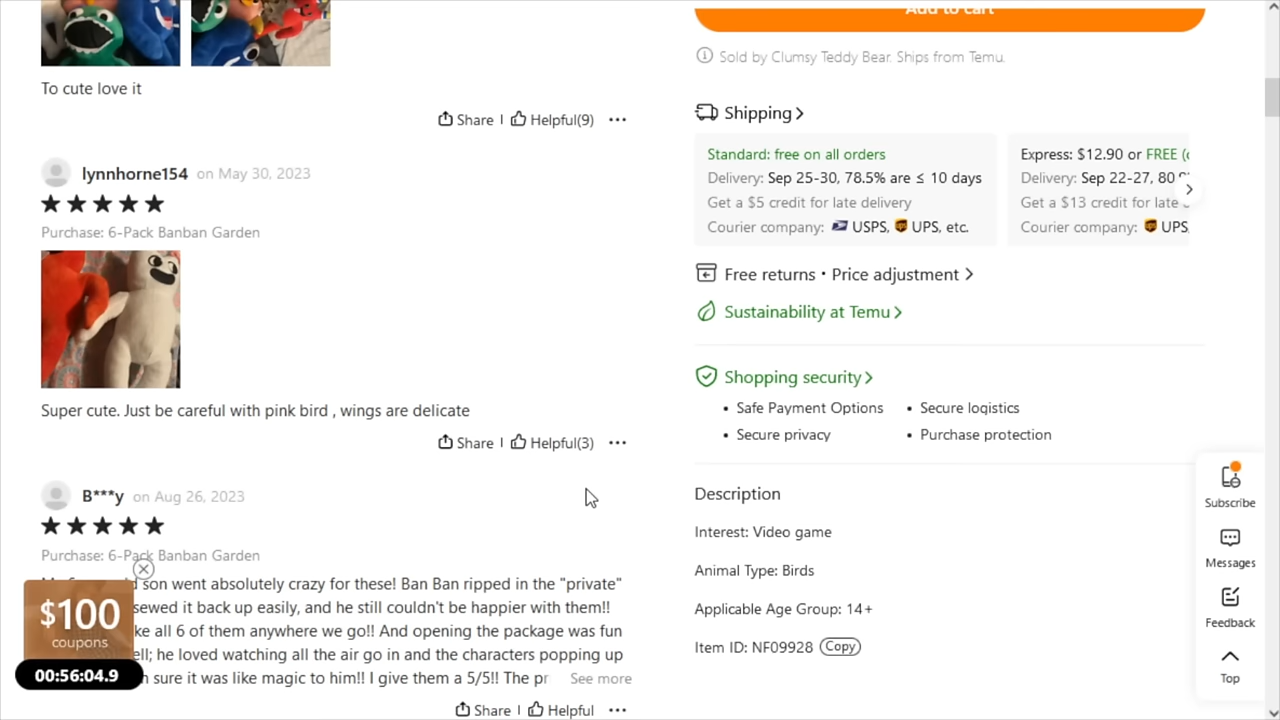 To cute love it
Share | Helpful(9) •••
lynnhorne154 on May 30, 2023
Purchase: 6-Pack Banban Garden
Super cute. Just be careful with pink bird , wings are delicate
Share | Helpful(3) •••
B***y on Aug 26, 2023
Purchase: 6-Pack Banban Garden
son went absolutely crazy for these! Ban Ban ripped in the "private"
sewed it back up easily, and he still couldn't be happier with them!!
all 6 of them anywhere we go!! And opening the package was fun
he loved watching all the air go in and the characters popping up
sure it was like magic to him!! I give them a 5/5!! The See more
Share | Helpful •••
$100
coupons
00:56:04.9
Add to cart
Sold by Clumsy Teddy Bear. Ships from Temu.
Shipping
Standard: free on all orders
Delivery: Sep 25-30, 78.5% are ≤ 10 days
Get a $5 credit for late delivery
Courier company: USPS, UPS, etc.
Express: $12.90 or FREE
Delivery: Sep 22-27,
Get a $13 credit for late
Courier company: UPS,
Free returns • Price adjustment
Sustainability at Temu
Shopping security
• Safe Payment Options • Secure logistics
• Secure privacy • Purchase protection
Description
Interest: Video game
Animal Type: Birds
Applicable Age Group: 14+
Item ID: NF09928 Copy
Subscribe
Messages
Feedback
Top